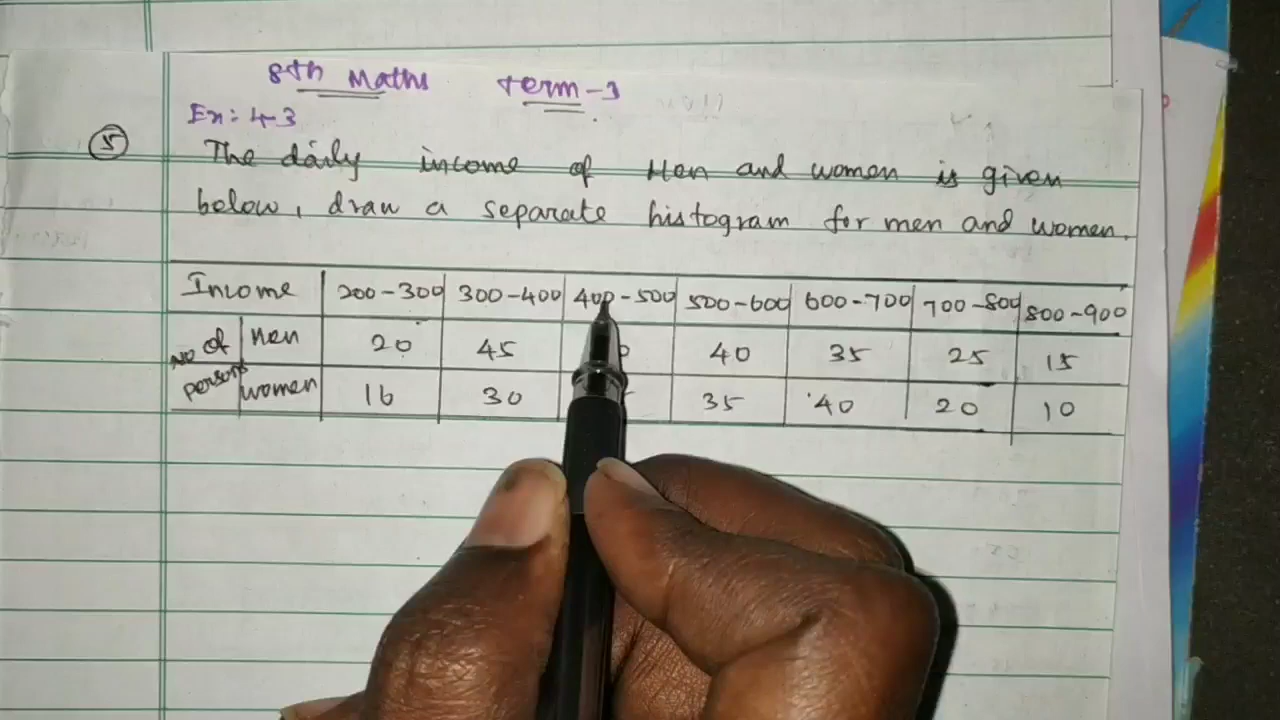 8th Maths Term-3
Ex: 4.3
5 The daily income of Men and women is given
below, draw a separate histogram for men and women.
Income 200-300 300-400 400-500 500-600 600-700 700-800 800-900
No of persons
Men 20 45 40 35 25 15
women 16 30 35 40 20 10